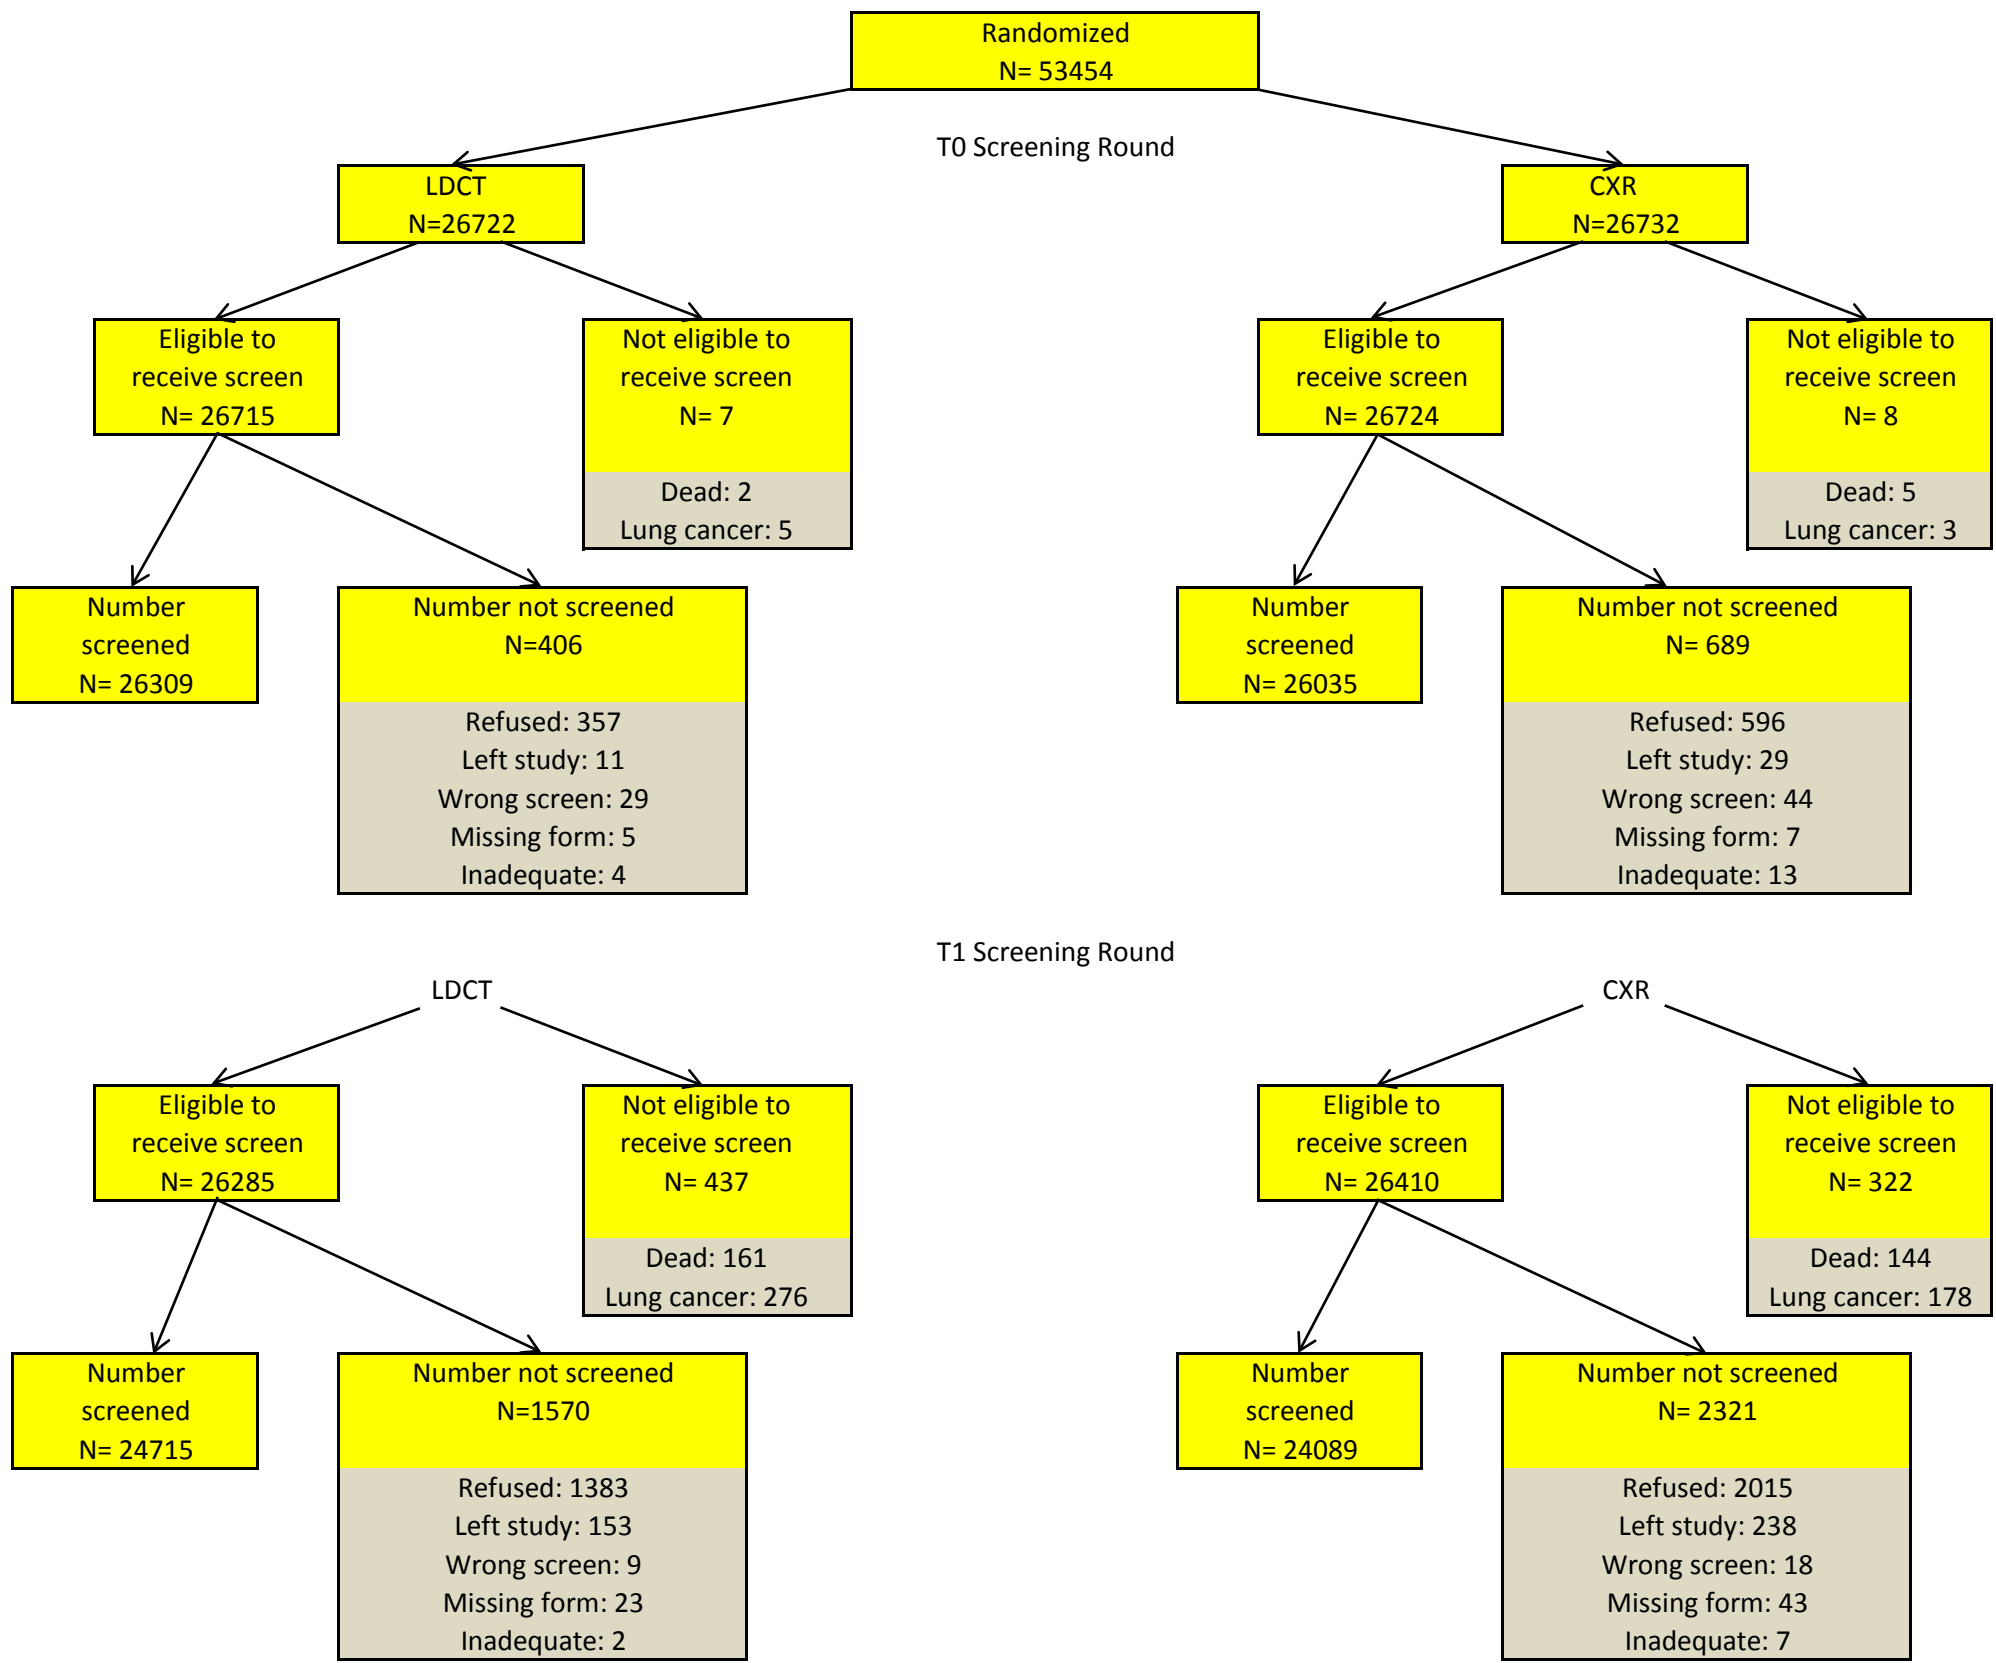 Randomized
N= 53454
T0 Screening Round
LDCT
N=26722
CXR
N=26732
Eligible to
receive screen
N= 26715
Not eligible to
receive screen
N= 7
Dead: 2
Lung cancer: 5
Eligible to
receive screen
N= 26724
Not eligible to
receive screen
N= 8
Dead: 5
Lung cancer: 3
Number
screened
N= 26309
Number not screened
N=406
Refused: 357
Left study: 11
Wrong screen: 29
Missing form: 5
Inadequate: 4
Number
screened
N= 26035
Number not screened
N= 689
Refused: 596
Left study: 29
Wrong screen: 44
Missing form: 7
Inadequate: 13
T1 Screening Round
LDCT
CXR
Eligible to
receive screen
N= 26285
Not eligible to
receive screen
N= 437
Dead: 161
Lung cancer: 276
Eligible to
receive screen
N= 26410
Not eligible to
receive screen
N= 322
Dead: 144
Lung cancer: 178
Number
screened
N= 24715
Number not screened
N=1570
Refused: 1383
Left study: 153
Wrong screen: 9
Missing form: 23
Inadequate: 2
Number
screened
N= 24089
Number not screened
N= 2321
Refused: 2015
Left study: 238
Wrong screen: 18
Missing form: 43
Inadequate: 7